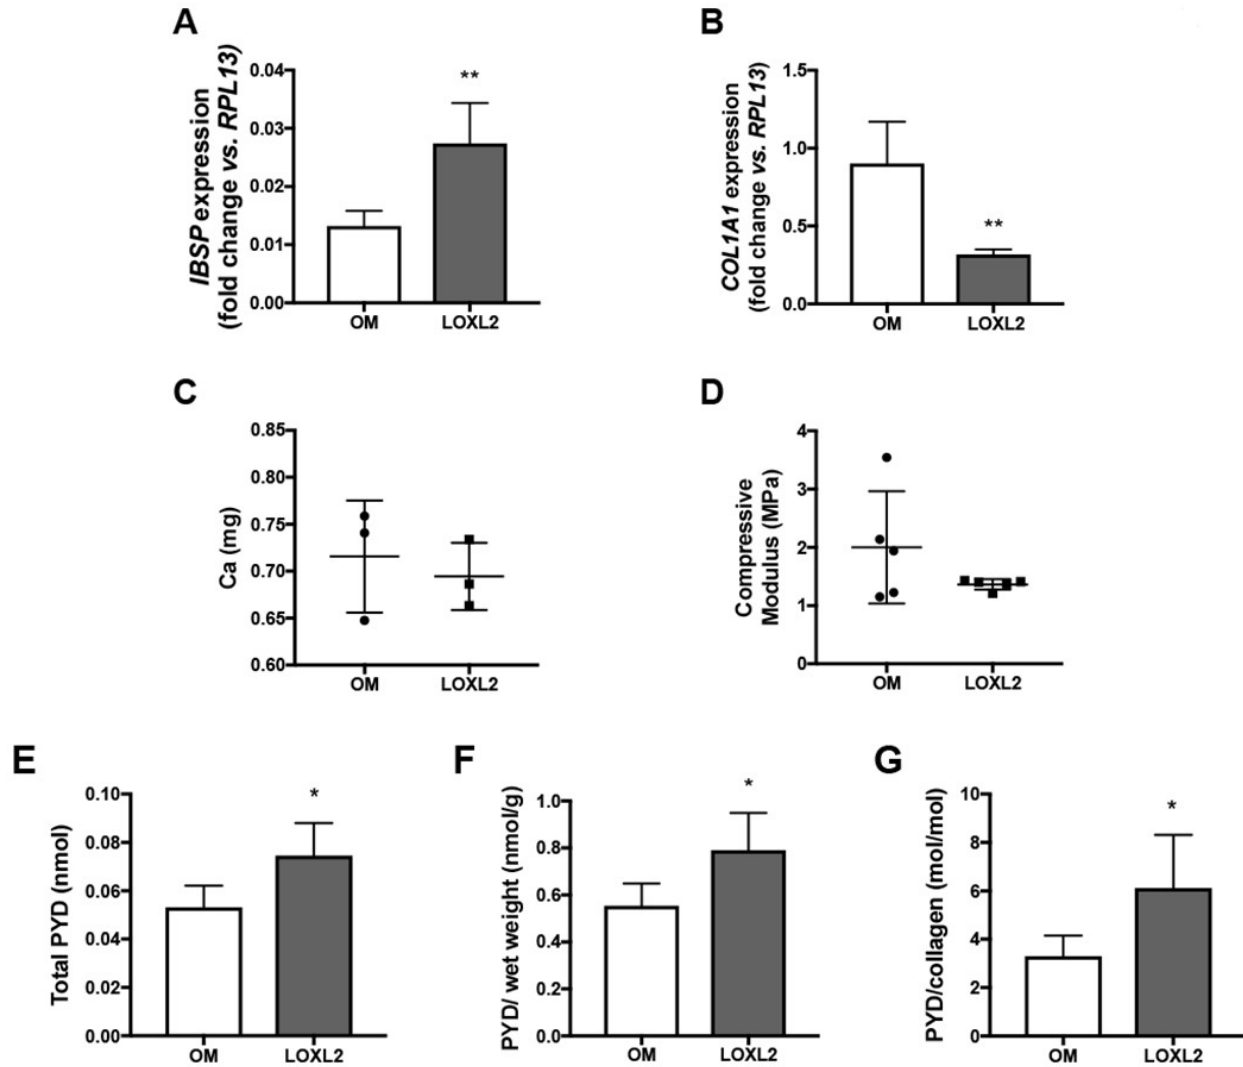 A
IBSP expression
(fold change vs. RPL13)
0.04
0.03
0.02
0.01
0.00
**
OM
LOXL2
B
COL1A1 expression
(fold change vs. RPL13)
1.5
1.0
0.5
0.0
**
OM
LOXL2
C
Ca (mg)
0.85
0.80
0.75
0.70
0.65
0.60
OM
LOXL2
D
Compressive
Modulus (MPa)
4
3
2
1
0
OM
LOXL2
E
Total PYD (nmol)
0.10
0.08
0.06
0.04
0.02
0.00
*
OM
LOXL2
F
PYD/ wet weight (nmol/g)
1.0
0.8
0.6
0.4
0.2
0.0
*
OM
LOXL2
G
PYD/collagen (mol/mol)
10
8
6
4
2
0
*
OM
LOXL2